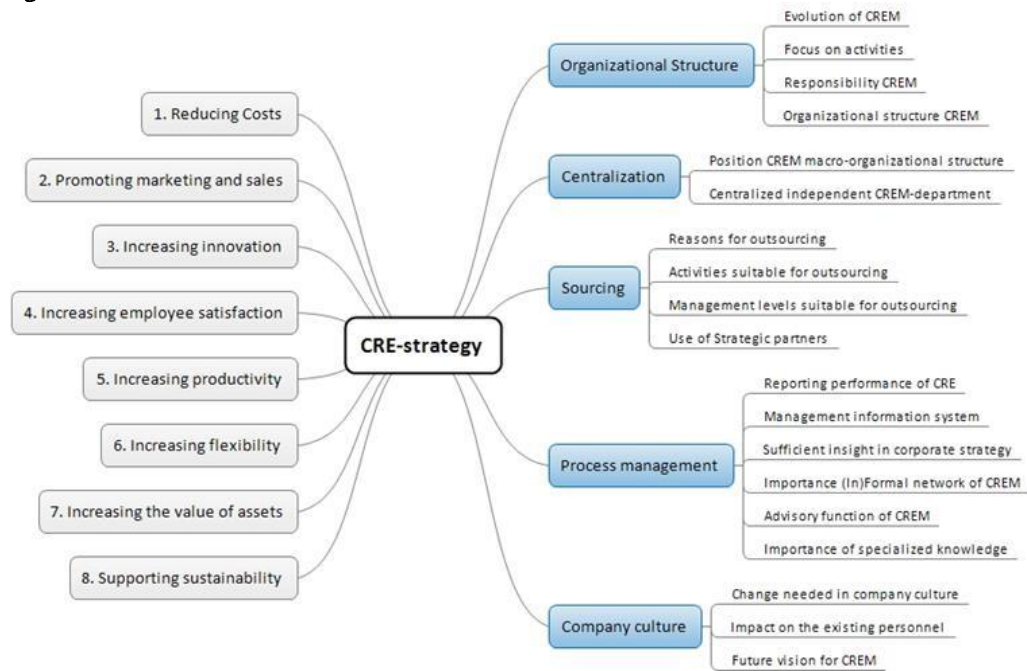 1. Reducing Costs
2. Promoting marketing and sales
3. Increasing innovation
4. Increasing employee satisfaction
5. Increasing productivity
6. Increasing flexibility
7. Increasing the value of assets
8. Supporting sustainability
CRE-strategy
Organizational Structure
Evolution of CREM
Focus on activities
Responsibility CREM
Organizational structure CREM
Centralization
Position CREM macro-organizational structure
Centralized independent CREM-department
Sourcing
Reasons for outsourcing
Activities suitable for outsourcing
Management levels suitable for outsourcing
Use of Strategic partners
Process management
Reporting performance of CRE
Management information system
Sufficient insight in corporate strategy
Importance (In)Formal network of CREM
Advisory function of CREM
Importance of specialized knowledge
Company culture
Change needed in company culture
Impact on the existing personnel
Future vision for CREM